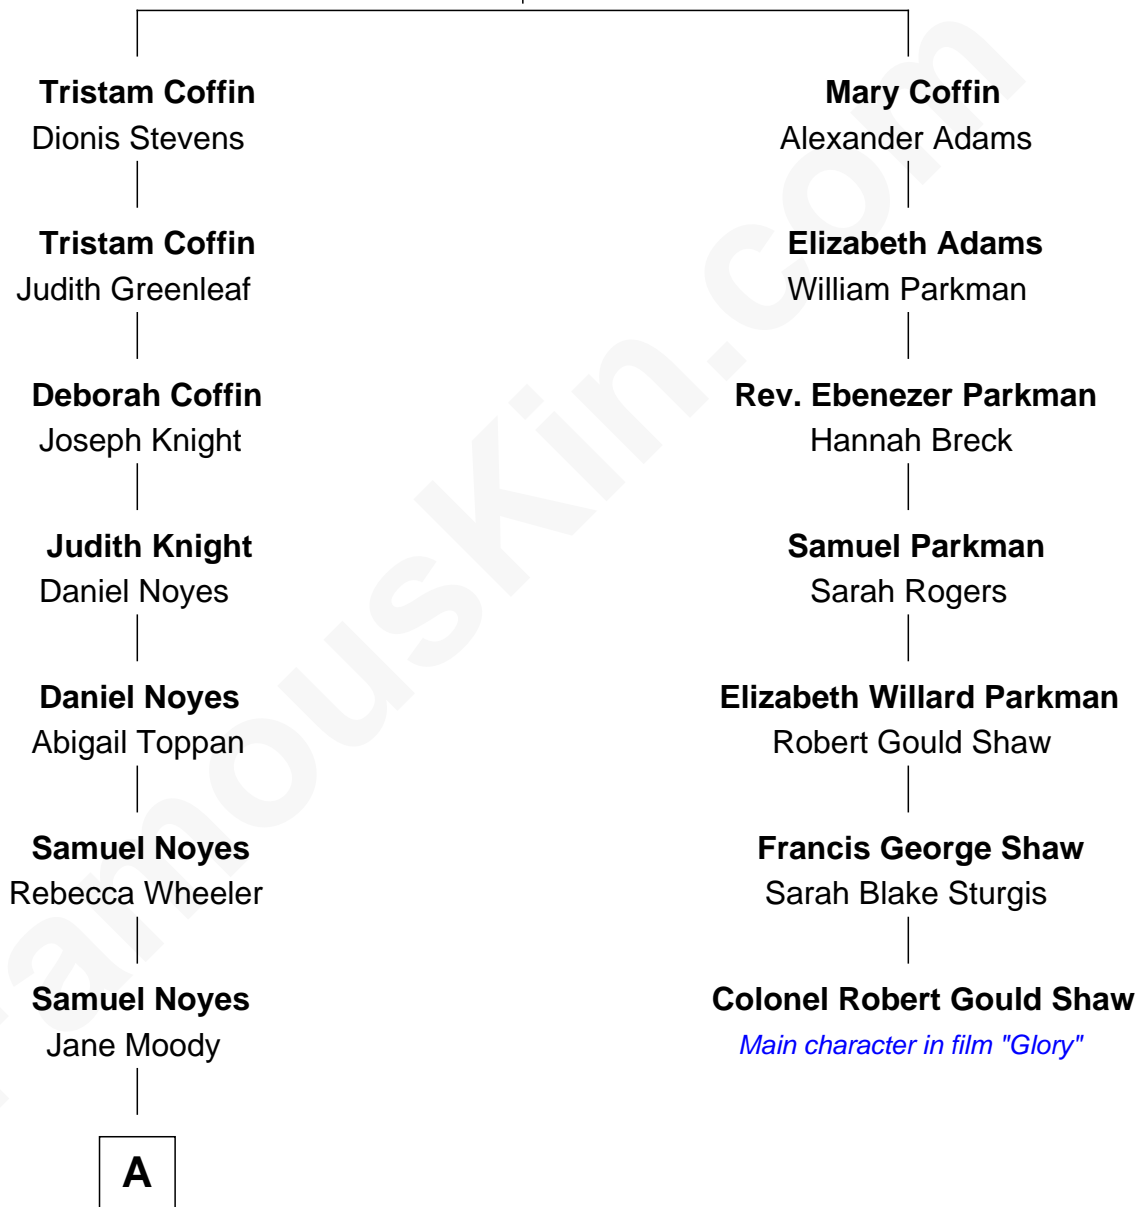 Tristam Coffin
Dionis Stevens
Tristam Coffin
Judith Greenleaf
Deborah Coffin
Joseph Knight
Judith Knight
Daniel Noyes
Daniel Noyes
Abigail Toppan
Samuel Noyes
Rebecca Wheeler
Samuel Noyes
Jane Moody
A
Mary Coffin
Alexander Adams
Elizabeth Adams
William Parkman
Rev. Ebenezer Parkman
Hannah Breck
Samuel Parkman
Sarah Rogers
Elizabeth Willard Parkman
Robert Gould Shaw
Francis George Shaw
Sarah Blake Sturgis
Colonel Robert Gould Shaw
Main character in film "Glory"
FamousKin.com